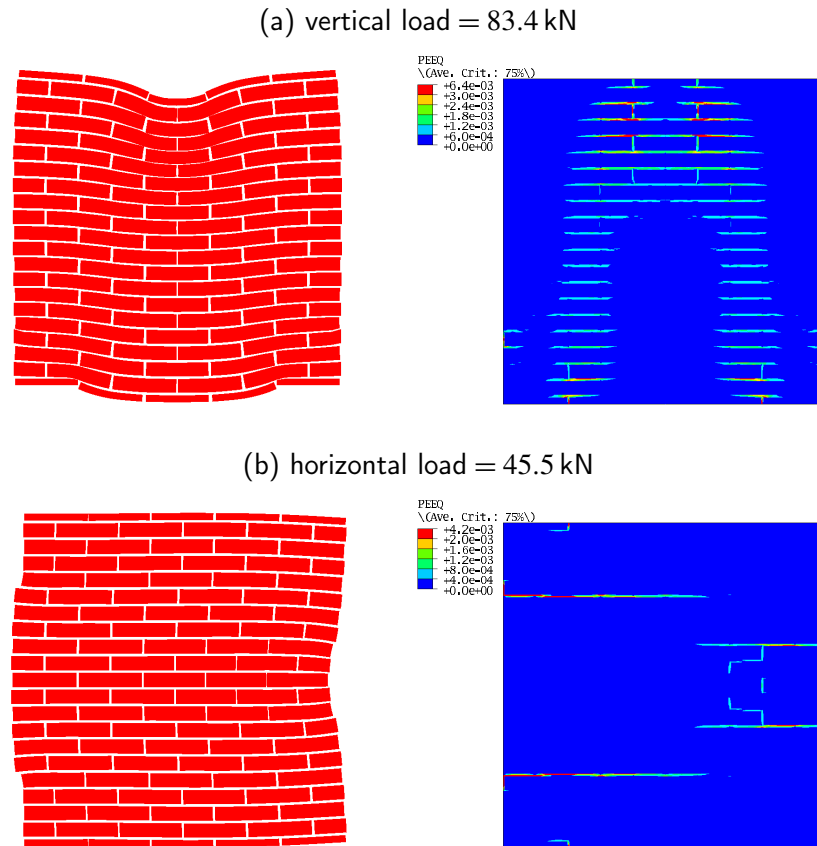 (a) vertical load = 83.4 kN
PEEQ
\(Ave. Crit.: 75%\)
+6.4e-03
+3.0e-03
+2.4e-03
+1.8e-03
+1.2e-03
+6.0e-04
+0.0e+00
(b) horizontal load = 45.5 kN
PEEQ
\(Ave. Crit.: 75%\)
+4.2e-03
+2.0e-03
+1.6e-03
+1.2e-03
+8.0e-04
+4.0e-04
+0.0e+00